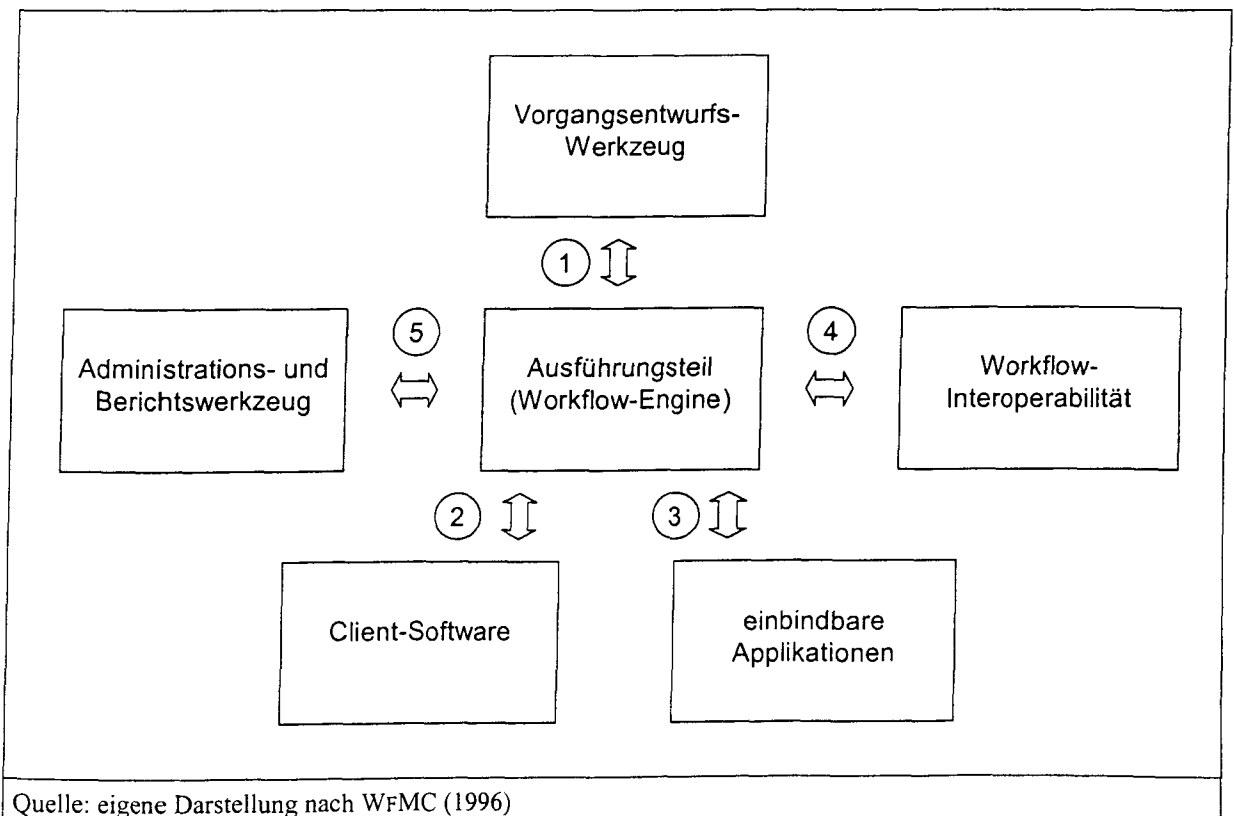 Vorgangsentwurfs-
Werkzeug
1
5
4
Administrations- und
Berichtswerkzeug
Ausführungsteil
(Workflow-Engine)
Workflow-
Interoperabilität
2
3
Client-Software
einbindbare
Applikationen
Quelle: eigene Darstellung nach WFMC (1996)